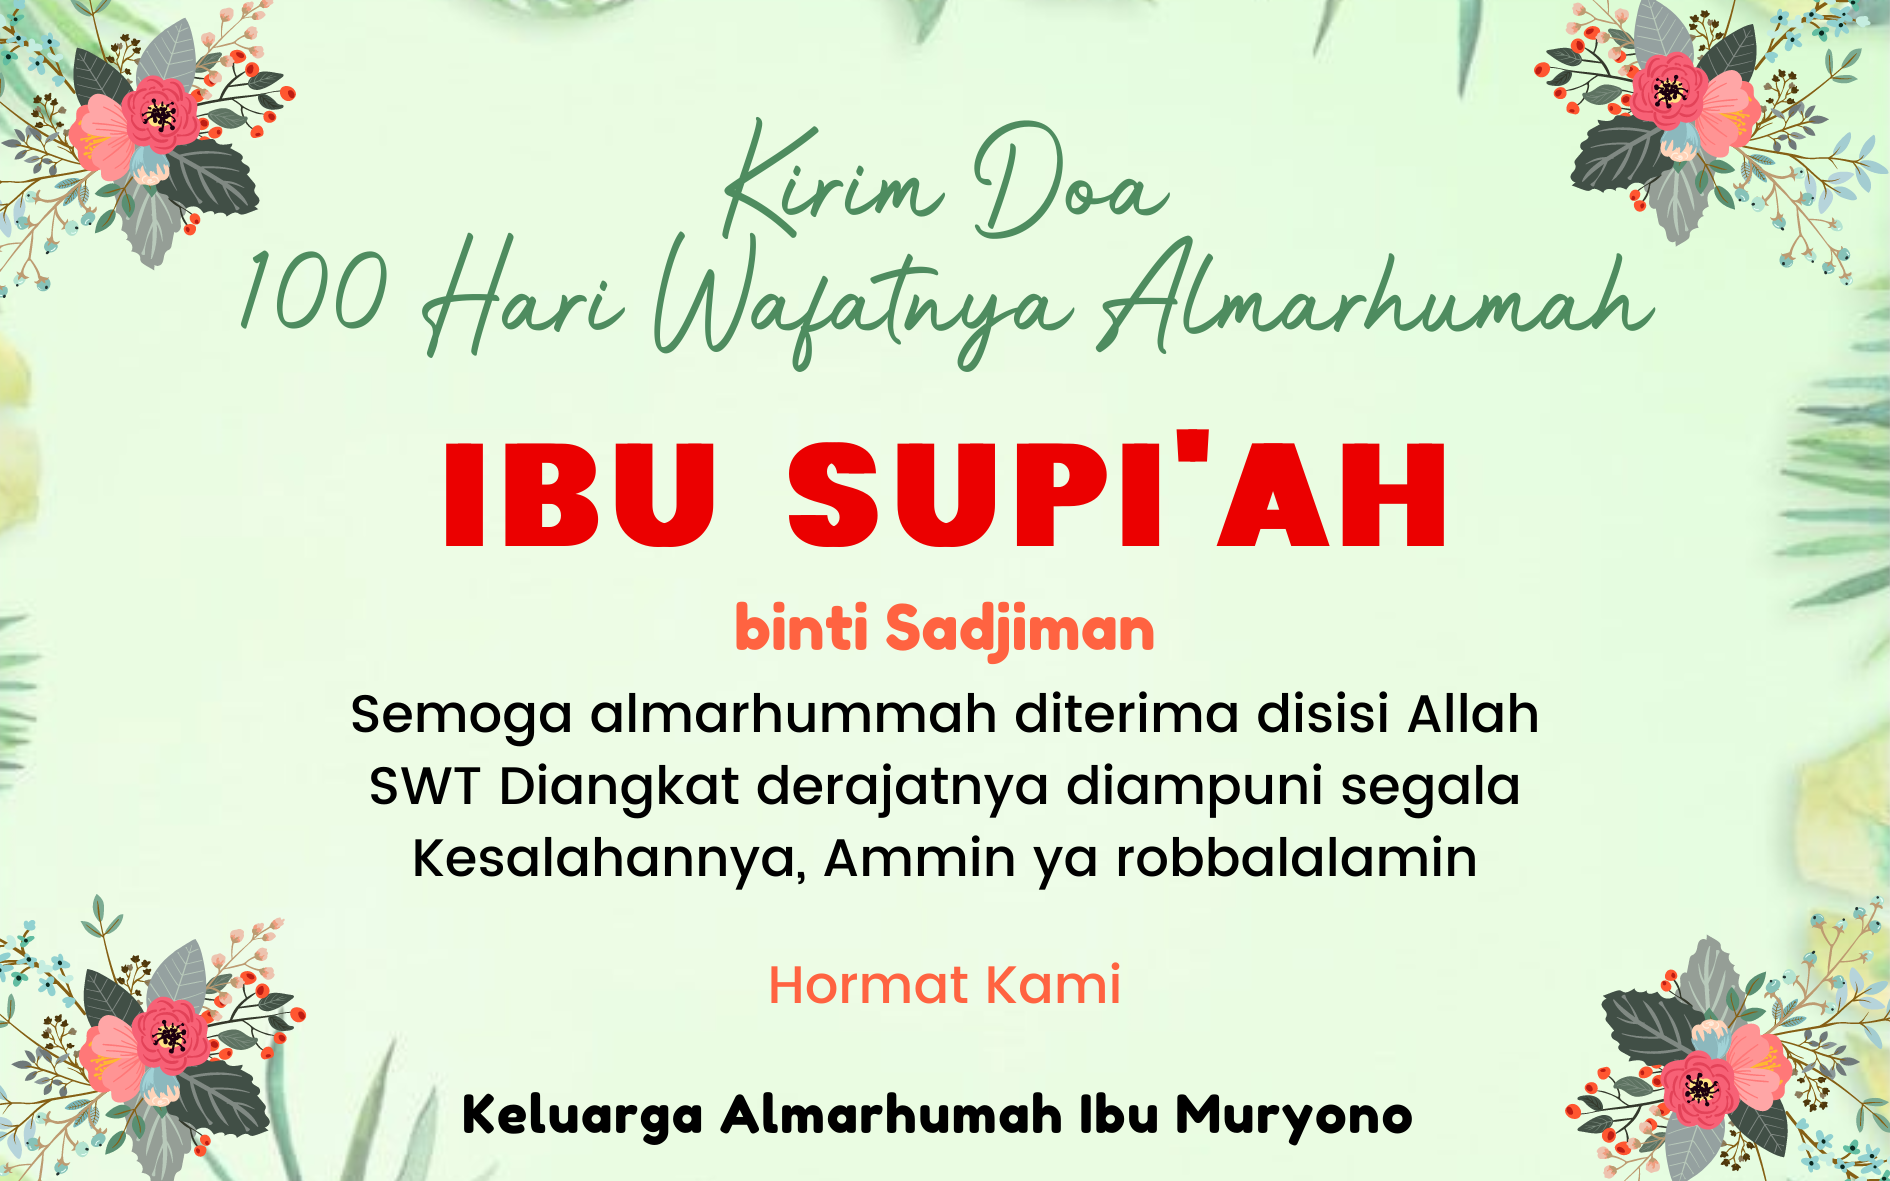 Kirim Doa
100 Hari Wafatnya Almarhumah
IBU SUPI'AH
binti Sadjiman
Semoga almarhummah diterima disisi Allah
SWT Diangkat derajatnya diampuni segala
Kesalahannya, Ammin ya robbalalamin
Hormat Kami
Keluarga Almarhumah Ibu Muryono